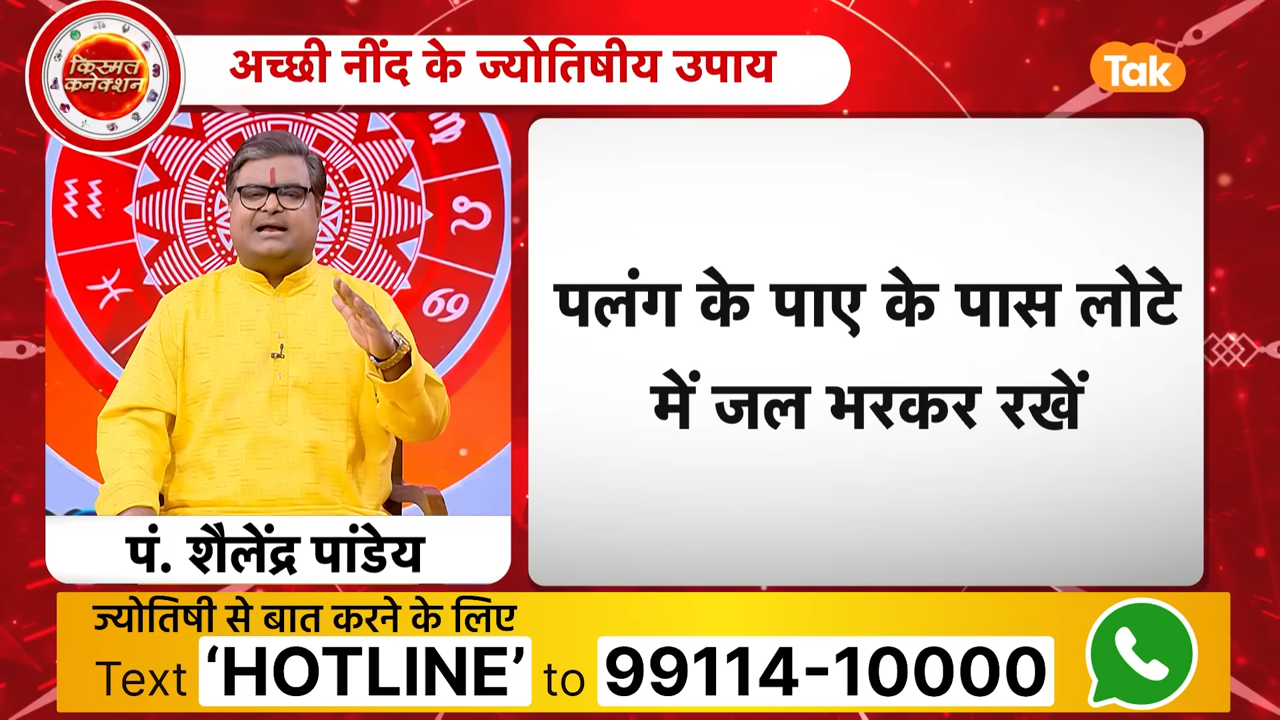 किस्मत
कनेक्शन
अच्छी नींद के ज्योतिषीय उपाय
Tak
पलंग के पाए के पास लोटे
में जल भरकर रखें
पं. शैलेंद्र पांडेय
ज्योतिषी से बात करने के लिए
Text ‘HOTLINE’ to 99114-10000